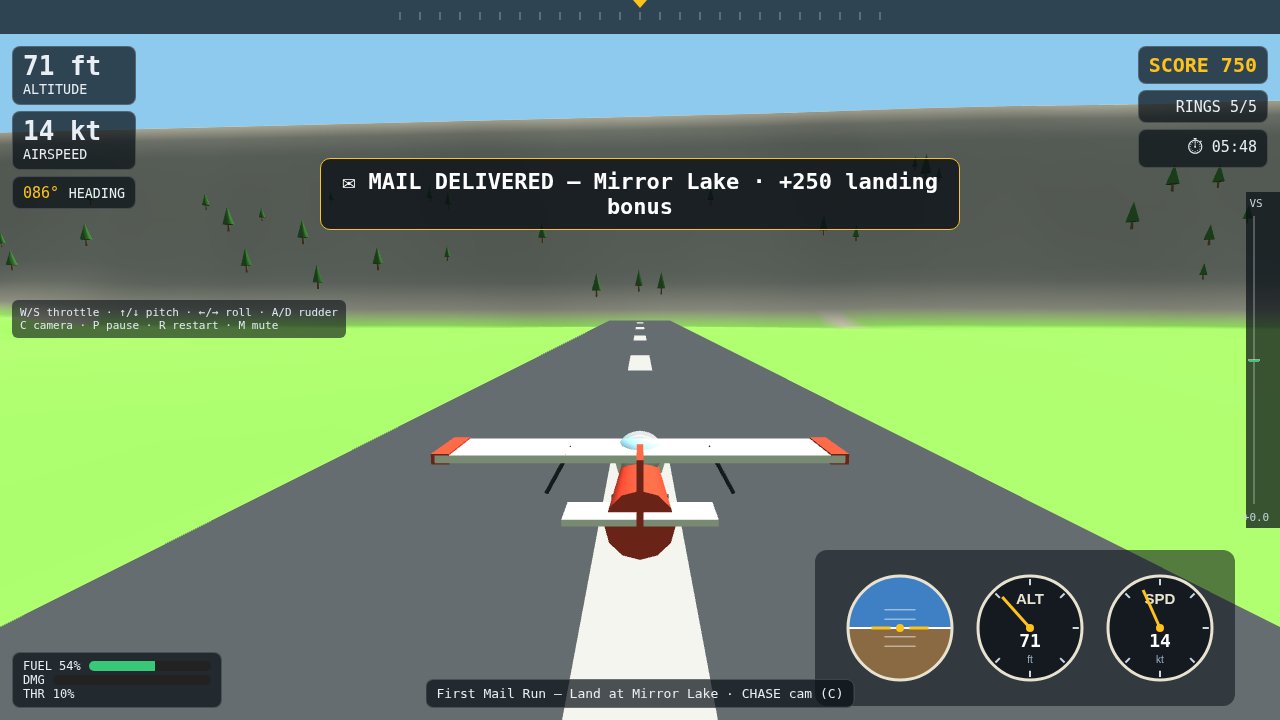 71 ft
ALTITUDE
14 kt
AIRSPEED
086° HEADING
SCORE 750
RINGS 5/5
⏱ 05:48
✉ MAIL DELIVERED — Mirror Lake · +250 landing
bonus
VS
+0.0
W/S throttle · ↑/↓ pitch · ←/→ roll · A/D rudder
C camera · P pause · R restart · M mute
ALT
71
ft
SPD
14
kt
FUEL 54%
DMG
THR 10%
First Mail Run — Land at Mirror Lake · CHASE cam (C)